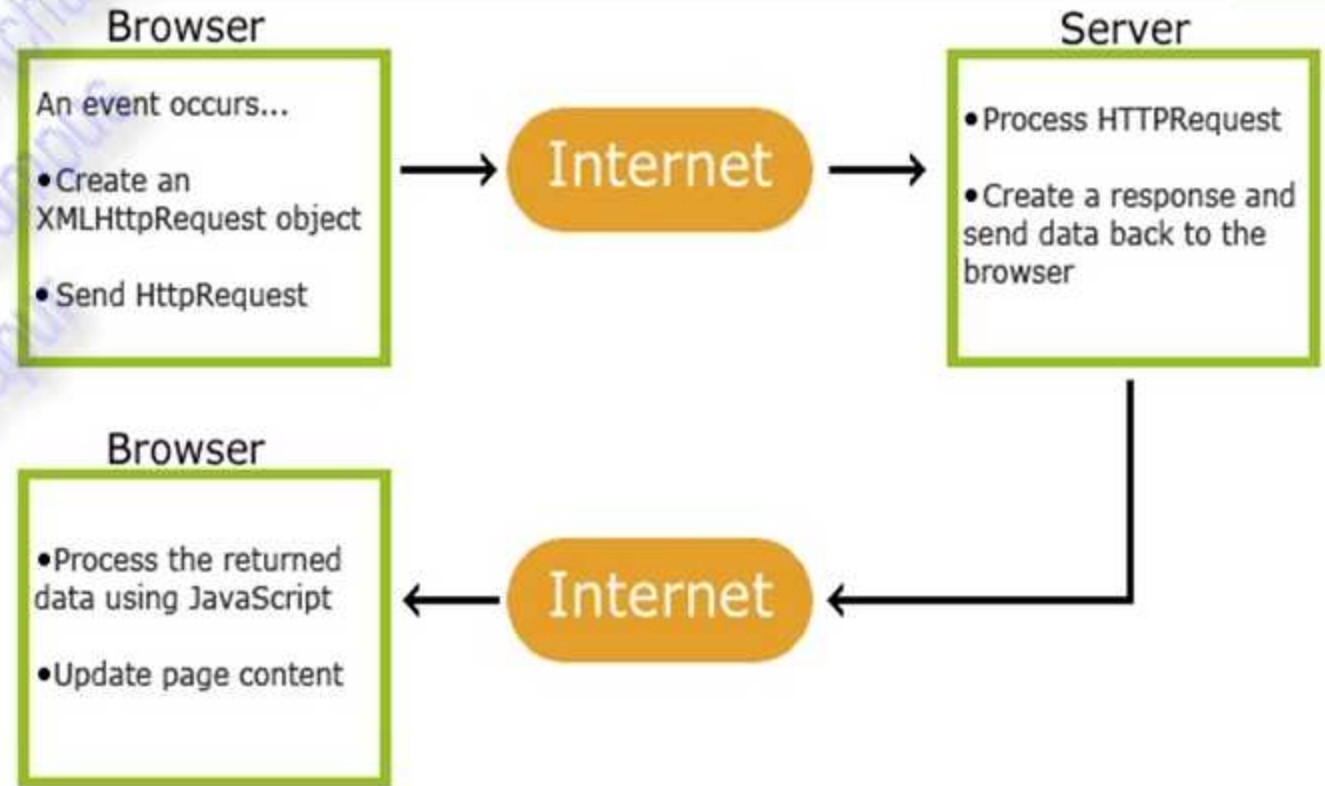 Browser
An event occurs...
•Create an
XMLHttpRequest object
• Send HttpRequest
Internet
Server
• Process HTTPRequest
• Create a response and
send data back to the
browser
Browser
•Process the returned
data using JavaScript
•Update page content
Internet